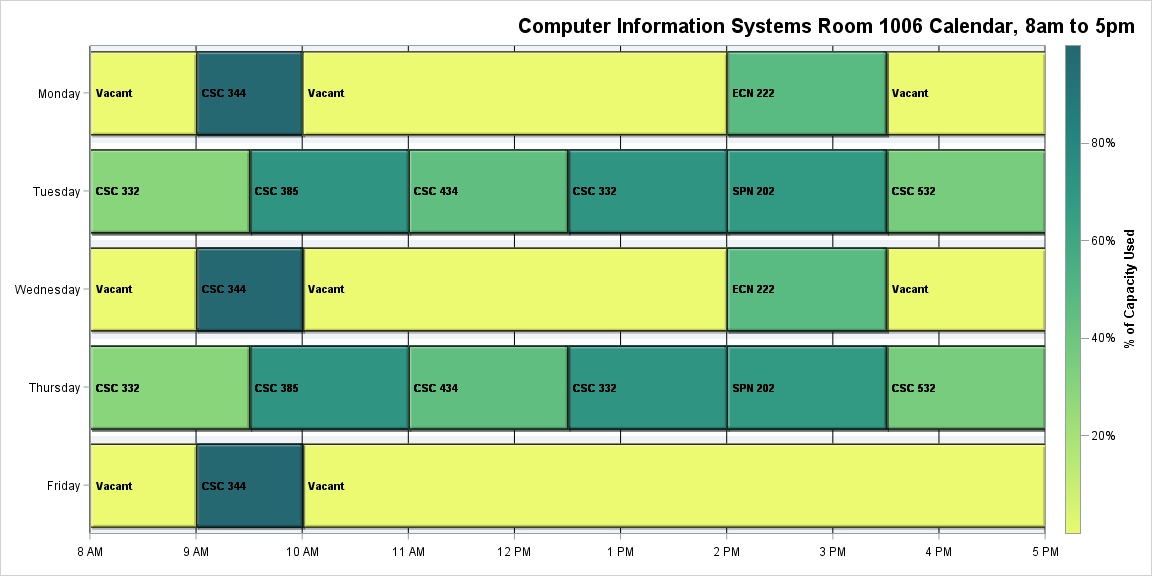 Computer Information Systems Room 1006 Calendar, 8am to 5pm
Monday
Vacant
CSC 344
Vacant
ECN 222
Vacant
Tuesday
CSC 332
CSC 385
CSC 434
CSC 332
SPN 202
CSC 532
Wednesday
Vacant
CSC 344
Vacant
ECN 222
Vacant
Thursday
CSC 332
CSC 385
CSC 434
CSC 332
SPN 202
CSC 532
Friday
Vacant
CSC 344
Vacant
8 AM
9 AM
10 AM
11 AM
12 PM
1 PM
2 PM
3 PM
4 PM
5 PM
80%
60%
40%
20%
% of Capacity Used